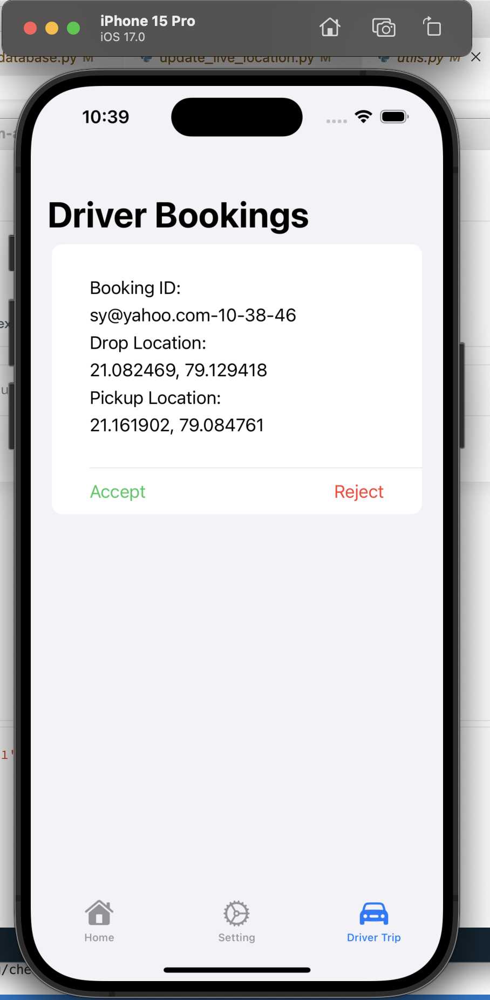 iPhone 15 Pro
iOS 17.0
database.py M
update_live_location.py M
utils.py M
10:39
Driver Bookings
Booking ID:
sy@yahoo.com-10-38-46
Drop Location:
21.082469, 79.129418
Pickup Location:
21.161902, 79.084761
Accept
Reject
1'
/che
Home
Setting
Driver Trip